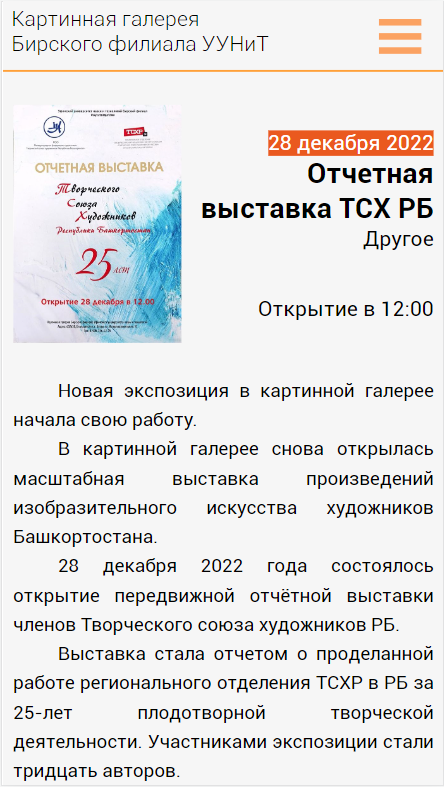 Картинная галерея
Бирского филиала УУНиТ
ТСХР
ОТЧЕТНАЯ ВЫСТАВКА
Творческого
Союза
Художников
Республики Башкортостан
25 лет
Открытие 28 декабря в 12.00
28 декабря 2022
Отчетная
выставка ТСХ РБ
Другое
Открытие в 12:00
Новая экспозиция в картинной галерее
начала свою работу.
В картинной галерее снова открылась
масштабная выставка произведений
изобразительного искусства художников
Башкортостана.
28 декабря 2022 года состоялось
открытие передвижной отчётной выставки
членов Творческого союза художников РБ.
Выставка стала отчетом о проделанной
работе регионального отделения ТСХР в РБ за
25-лет плодотворной творческой
деятельности. Участниками экспозиции стали
тридцать авторов.